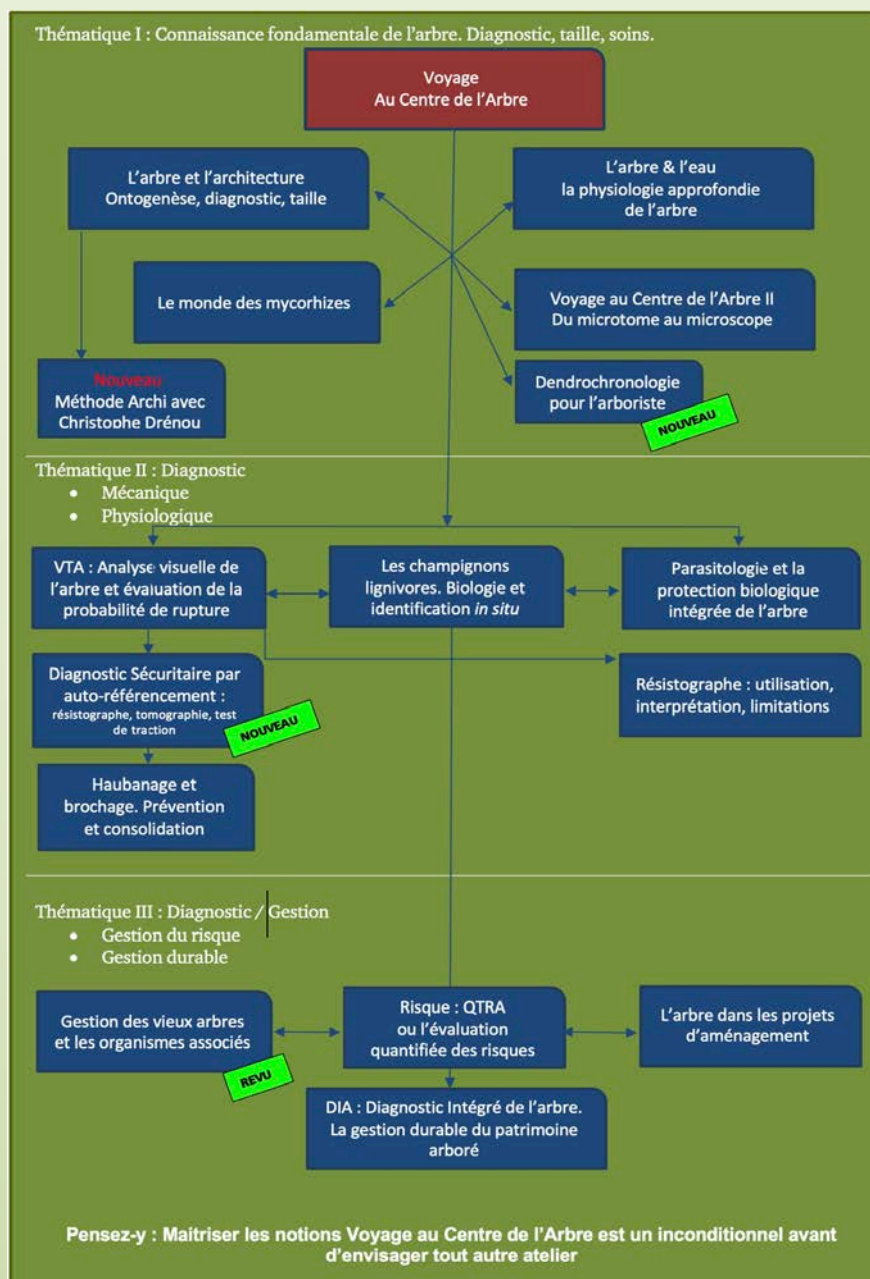 Thématique I : Connaissance fondamentale de l'arbre. Diagnostic, taille, soins.
Voyage
Au Centre de l'Arbre
L'arbre et l'architecture
Ontogenèse, diagnostic, taille
L'arbre & l'eau
la physiologie approfondie
de l'arbre
Le monde des mycorhizes
Voyage au Centre de l'Arbre II
Du microtome au microscope
Nouveau
Méthode Archi avec
Christophe Drénou
Dendrochronologie
pour l'arboriste
NOUVEAU
Thématique II : Diagnostic
• Mécanique
• Physiologique
VTA : Analyse visuelle de
l'arbre et évaluation de la
probabilité de rupture
Les champignons
lignivores. Biologie et
identification in situ
Parasitologie et la
protection biologique
intégrée de l'arbre
Diagnostic Sécuritaire par
auto-référencement :
résistographe, tomographie, test
de traction
NOUVEAU
Résistographe : utilisation,
interprétation, limitations
Haubanage et
brochage. Prévention
et consolidation
Thématique III : Diagnostic / Gestion
• Gestion du risque
• Gestion durable
Gestion des vieux arbres
et les organismes associés
REVU
Risque : QTRA
ou l'évaluation
quantifiée des risques
L'arbre dans les projets
d'aménagement
DIA : Diagnostic Intégré de l'arbre.
La gestion durable du patrimoine
arboré
Pensez-y : Maitriser les notions Voyage au Centre de l'Arbre est un inconditionnel avant
d'envisager tout autre atelier